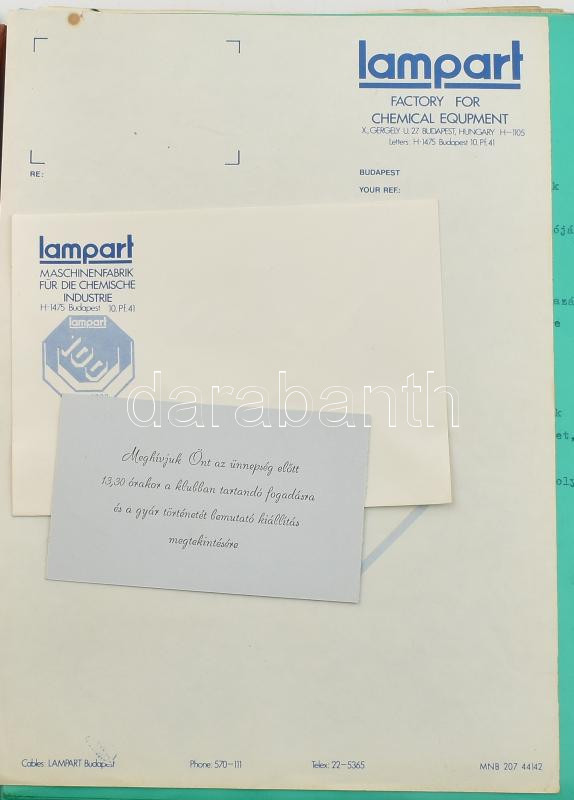 lampart
FACTORY FOR
CHEMICAL EQUPMENT
X., GERGELY U. 27. BUDAPEST, HUNGARY H-1105
Letters: H-1475 Budapest 10. Pf. 41
RE:
BUDAPEST
YOUR REF.:
lampart
MASCHINENFABRIK
FÜR DIE CHEMISCHE
INDUSTRIE
H-1475 Budapest 10. Pf. 41
lampart
100
darabanth
Meghívjuk Önt az ünnepség előtt
13,30 órakor a klubban tartandó fogadásra
és a gyár történetét bemutató kiállítás
megtekintésére
Cables: LAMPART Budapest Phone: 570-111 Telex: 22-5365 MNB 207 44142